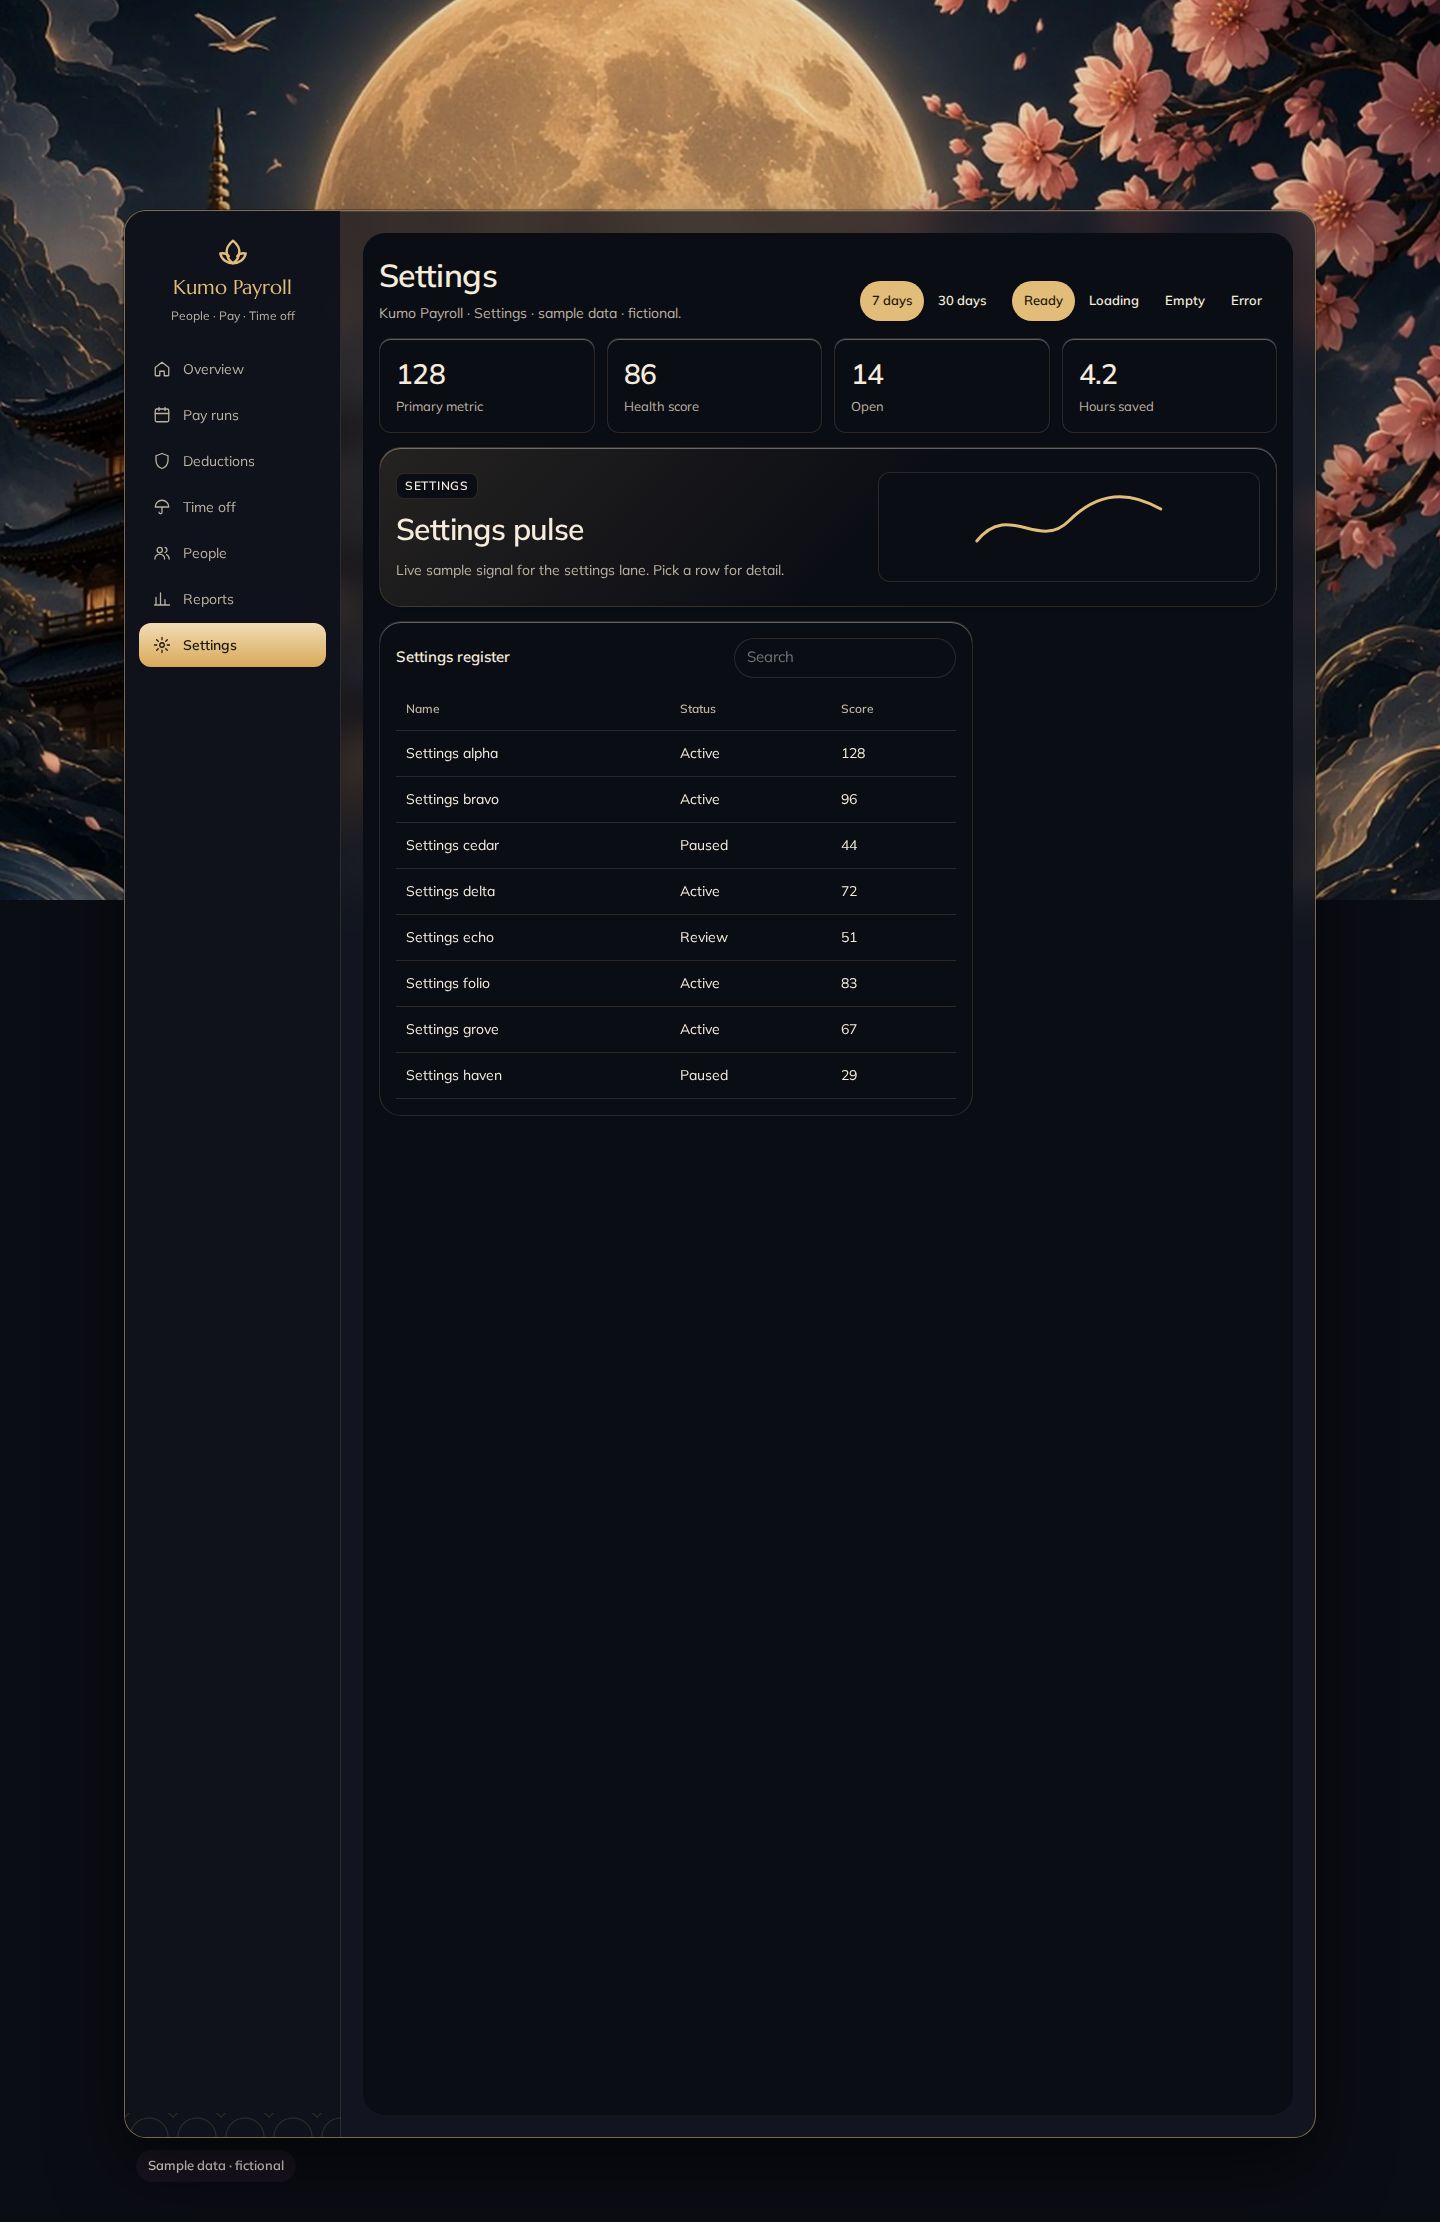 Kumo Payroll
People · Pay · Time off
Overview
Pay runs
Deductions
Time off
People
Reports
Settings
Settings
Kumo Payroll · Settings · sample data · fictional.
7 days 30 days Ready Loading Empty Error
128 86 14 4.2
Primary metric Health score Open Hours saved
SETTINGS
Settings pulse
Live sample signal for the settings lane. Pick a row for detail.
Settings register Search
Name Status Score
Settings alpha Active 128
Settings bravo Active 96
Settings cedar Paused 44
Settings delta Active 72
Settings echo Review 51
Settings folio Active 83
Settings grove Active 67
Settings haven Paused 29
Sample data · fictional